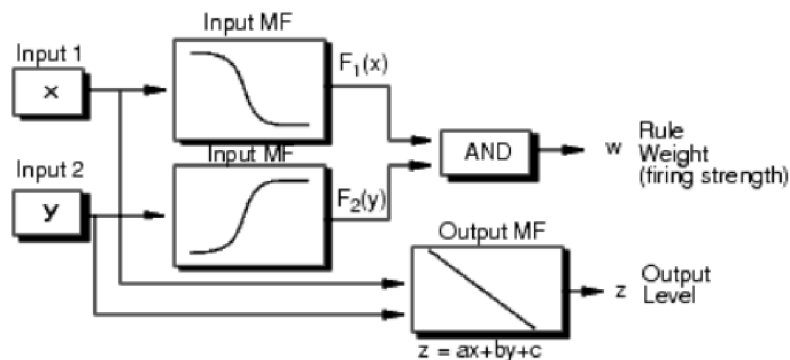 Input MF
Input 1
x
F₁(x)
Input MF
Input 2
y
F₂(y)
AND
w
Rule
Weight
(firing strength)
Output MF
z
Output
Level
z = ax+by+c